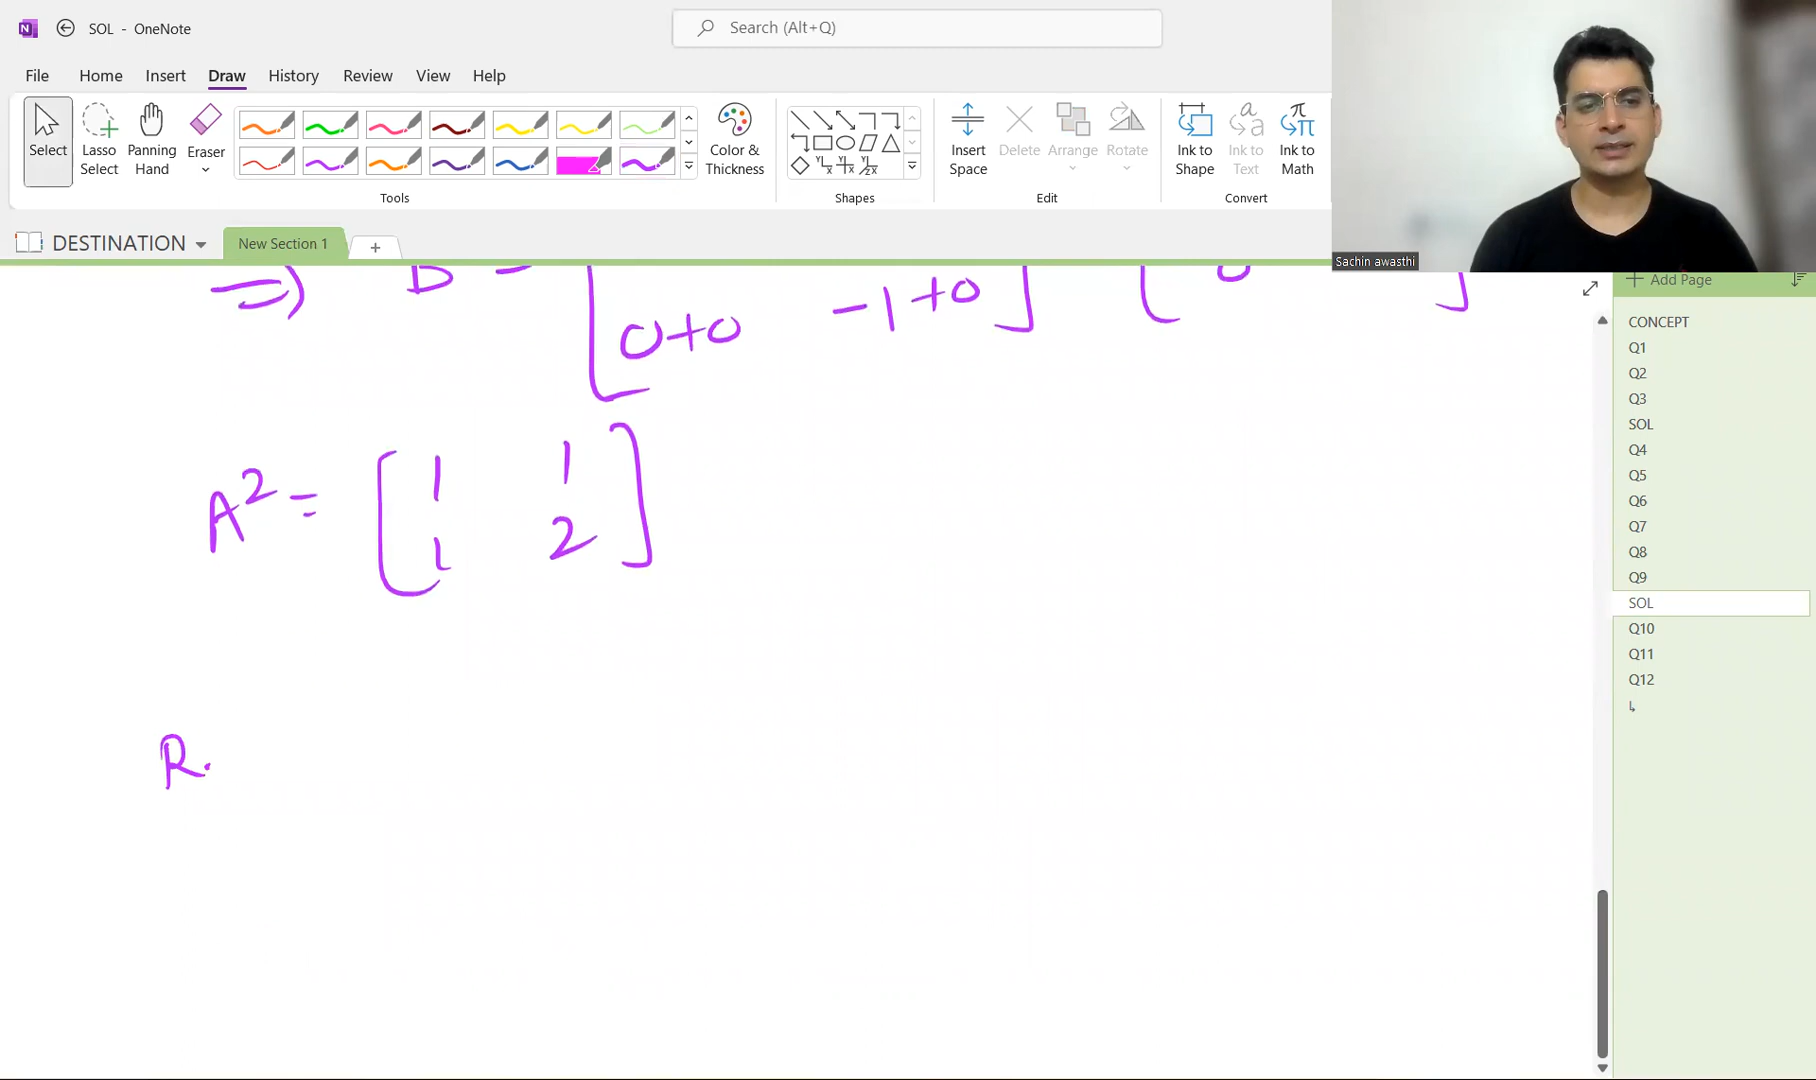 SOL - OneNote
Search (Alt+Q)
File Home Insert Draw History Review View Help
Select
Lasso Select
Panning Hand
Eraser
Color & Thickness
Insert Space
Delete
Arrange
Rotate
Ink to Shape
Ink to Text
Ink to Math
Tools
Shapes
Edit
Convert
Sachin awasthi
DESTINATION
New Section 1
Add Page
CONCEPT
Q1
Q2
Q3
SOL
Q4
Q5
Q6
Q7
Q8
Q9
SOL
Q10
Q11
Q12
0+0 -1+0
A² = [ 1 1
1 2 ]
R.